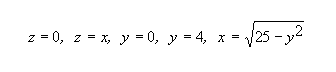 z = 0, z = x, y = 0, y = 4, x = √(25 − y²)